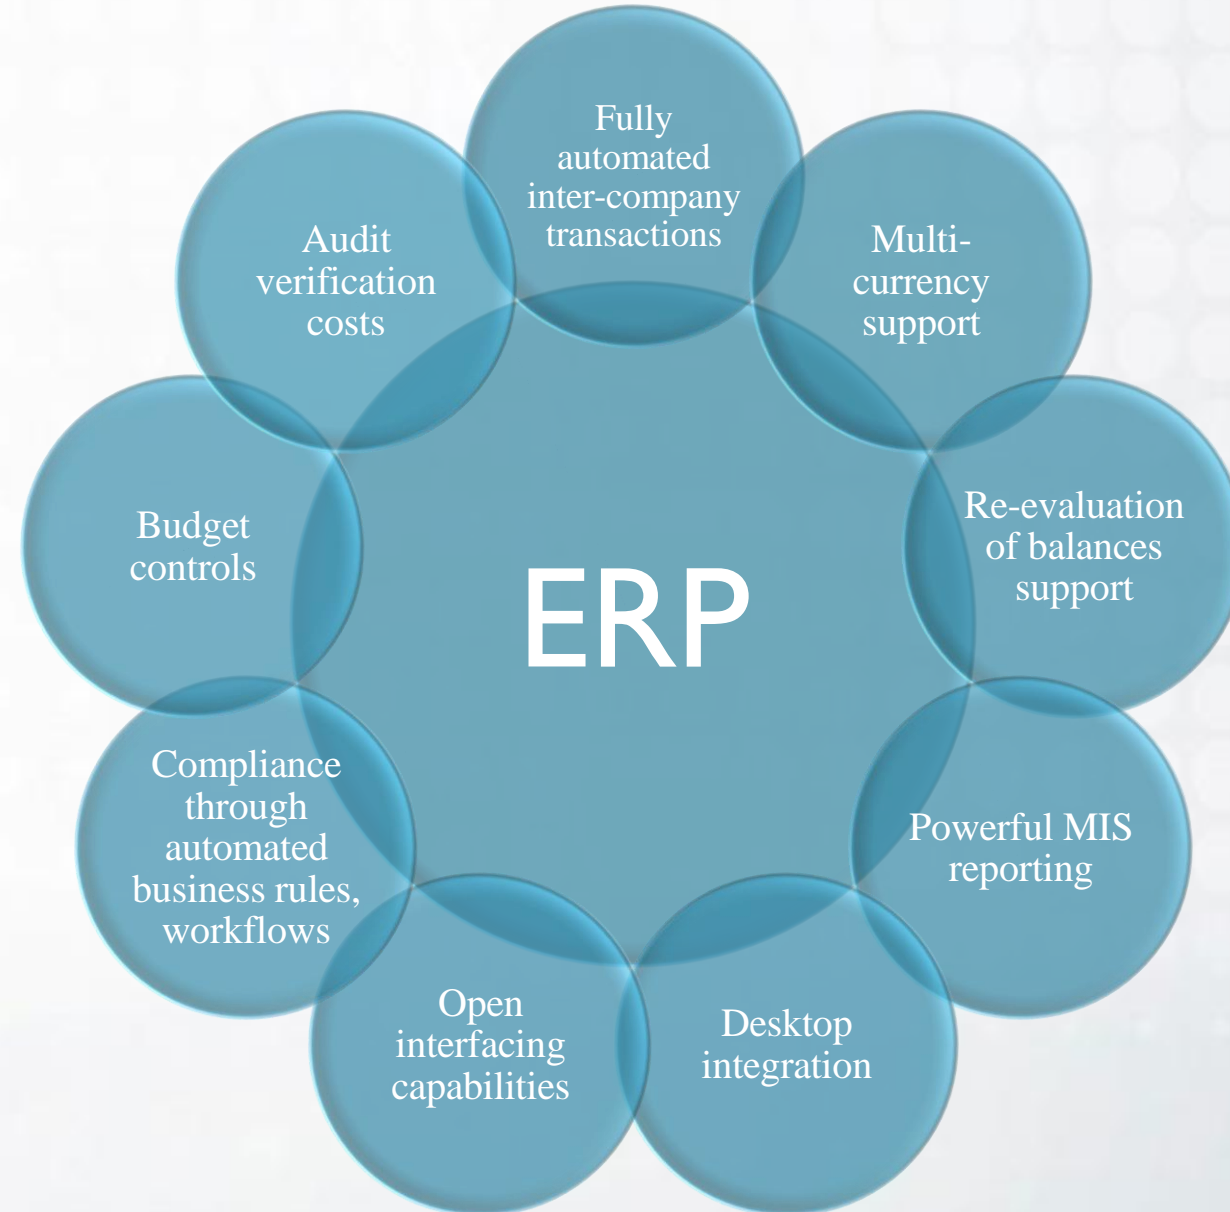 Fully
automated
inter-company
transactions
Multi-
currency
support
Re-evaluation
of balances
support
Powerful MIS
reporting
Desktop
integration
Open
interfacing
capabilities
Compliance
through
automated
business rules,
workflows
Budget
controls
Audit
verification
costs
ERP